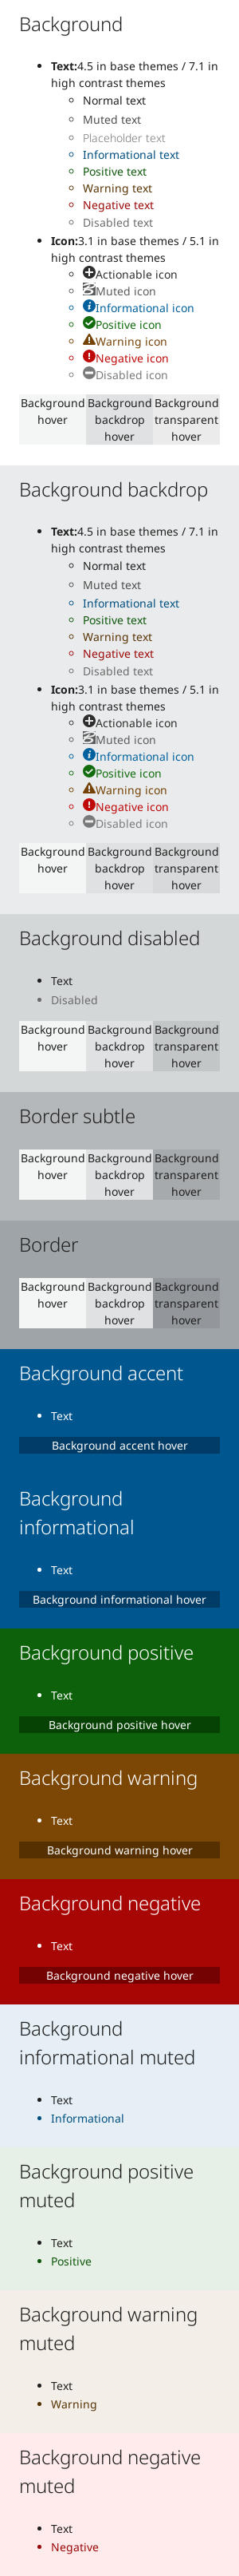 Background
Text:4.5 in base themes / 7.1 in
high contrast themes
Normal text
Muted text
Placeholder text
Informational text
Positive text
Warning text
Negative text
Disabled text
Icon:3.1 in base themes / 5.1 in
high contrast themes
Actionable icon
Muted icon
Informational icon
Positive icon
Warning icon
Negative icon
Disabled icon
Background Background Background
hover backdrop transparent
hover hover
Background backdrop
Text:4.5 in base themes / 7.1 in
high contrast themes
Normal text
Muted text
Informational text
Positive text
Warning text
Negative text
Disabled text
Icon:3.1 in base themes / 5.1 in
high contrast themes
Actionable icon
Muted icon
Informational icon
Positive icon
Warning icon
Negative icon
Disabled icon
Background Background Background
hover backdrop transparent
hover hover
Background disabled
Text
Disabled
Background Background Background
hover backdrop transparent
hover hover
Border subtle
Background Background Background
hover backdrop transparent
hover hover
Border
Background Background Background
hover backdrop transparent
hover hover
Background accent
Text
Background accent hover
Background
informational
Text
Background informational hover
Background positive
Text
Background positive hover
Background warning
Text
Background warning hover
Background negative
Text
Background negative hover
Background
informational muted
Text
Informational
Background positive
muted
Text
Positive
Background warning
muted
Text
Warning
Background negative
muted
Text
Negative